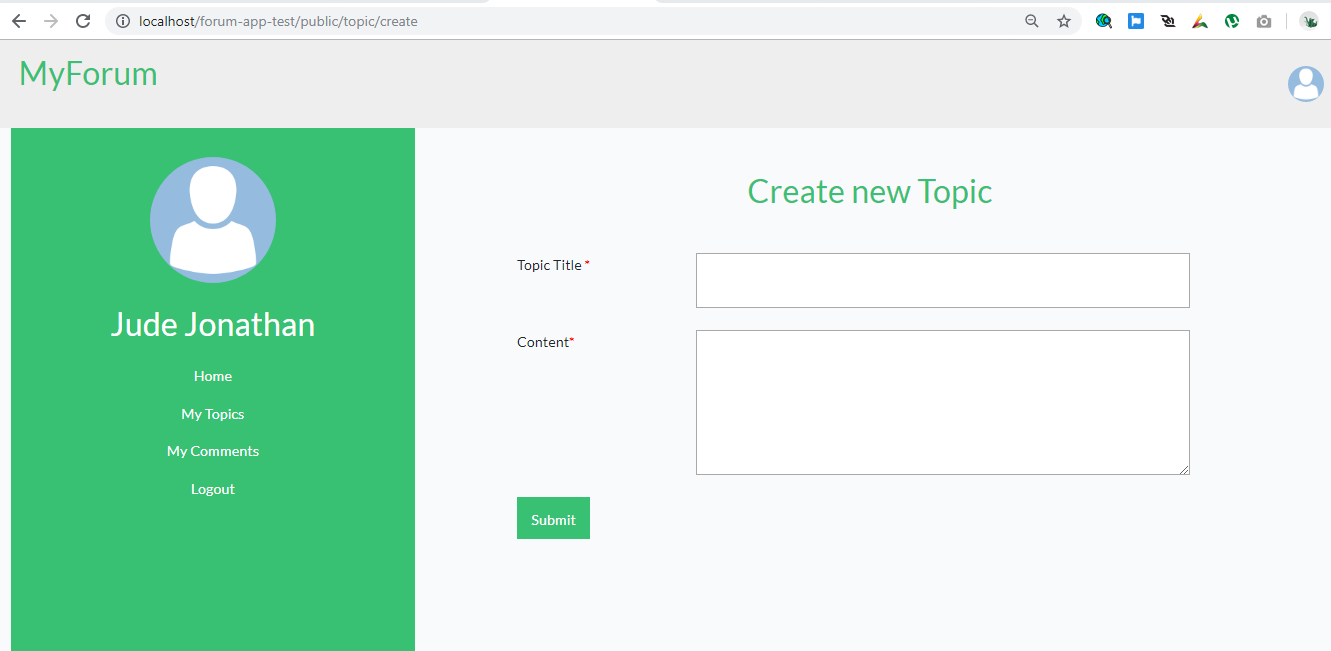 localhost/forum-app-test/public/topic/create
MyForum
Jude Jonathan
Home
My Topics
My Comments
Logout
Create new Topic
Topic Title *
Content*
Submit